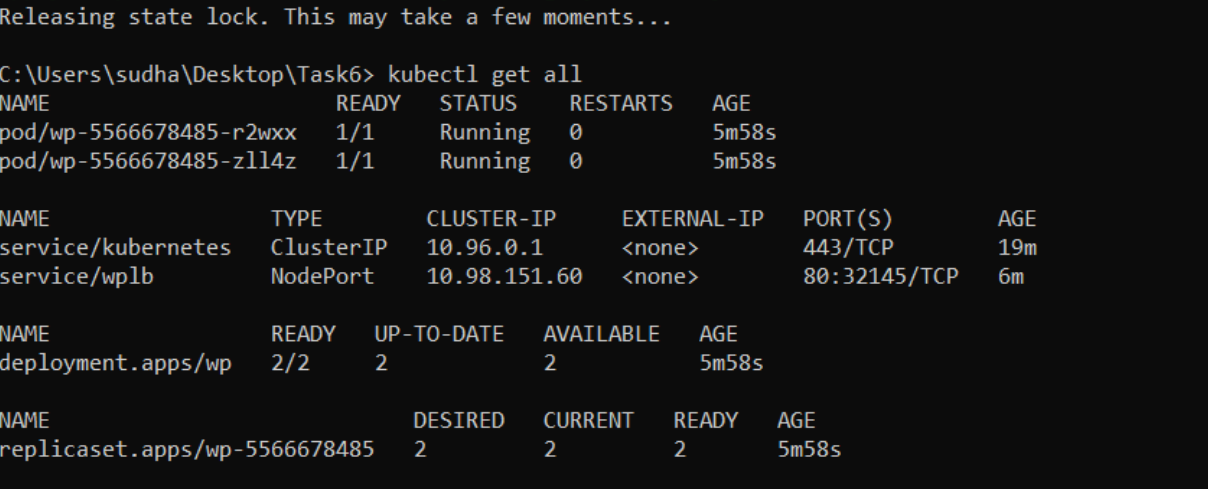 Releasing state lock. This may take a few moments...
C:\Users\sudha\Desktop\Task6> kubectl get all
NAME READY STATUS RESTARTS AGE
pod/wp-5566678485-r2wxx 1/1 Running 0 5m58s
pod/wp-5566678485-zll4z 1/1 Running 0 5m58s
NAME TYPE CLUSTER-IP EXTERNAL-IP PORT(S) AGE
service/kubernetes ClusterIP 10.96.0.1 <none> 443/TCP 19m
service/wplb NodePort 10.98.151.60 <none> 80:32145/TCP 6m
NAME READY UP-TO-DATE AVAILABLE AGE
deployment.apps/wp 2/2 2 2 5m58s
NAME DESIRED CURRENT READY AGE
replicaset.apps/wp-5566678485 2 2 2 5m58s